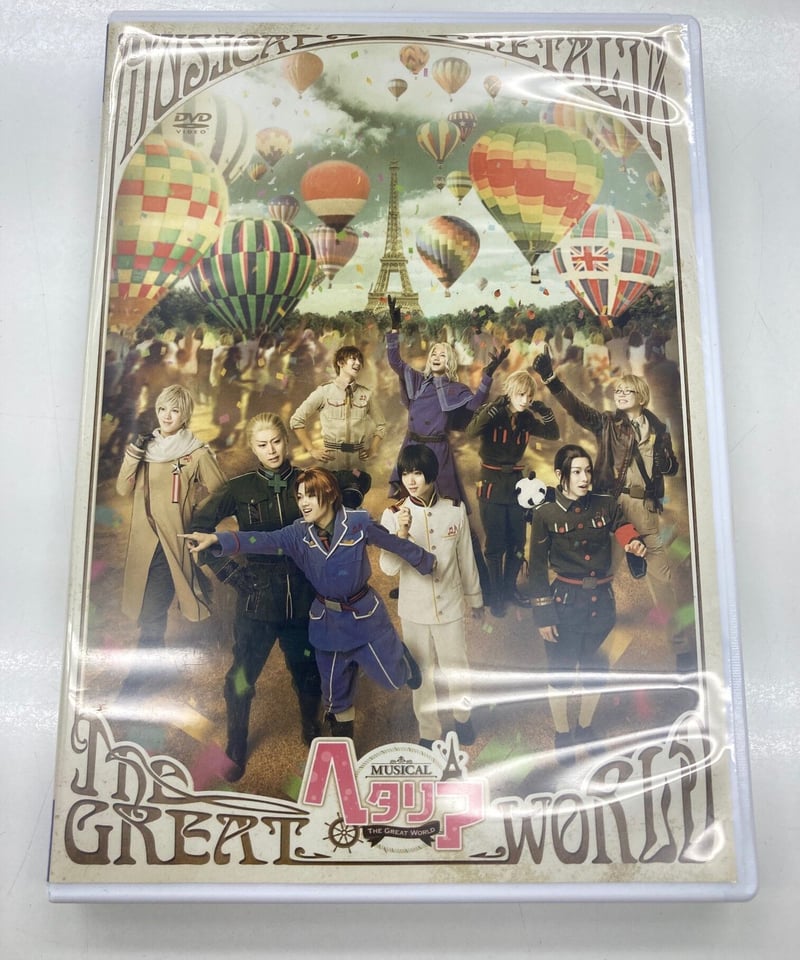 MUSICAL HETALIA
DVD
VIDEO
THE
GREAT WORLD
MUSICAL
ヘタリア
THE GREAT WORLD